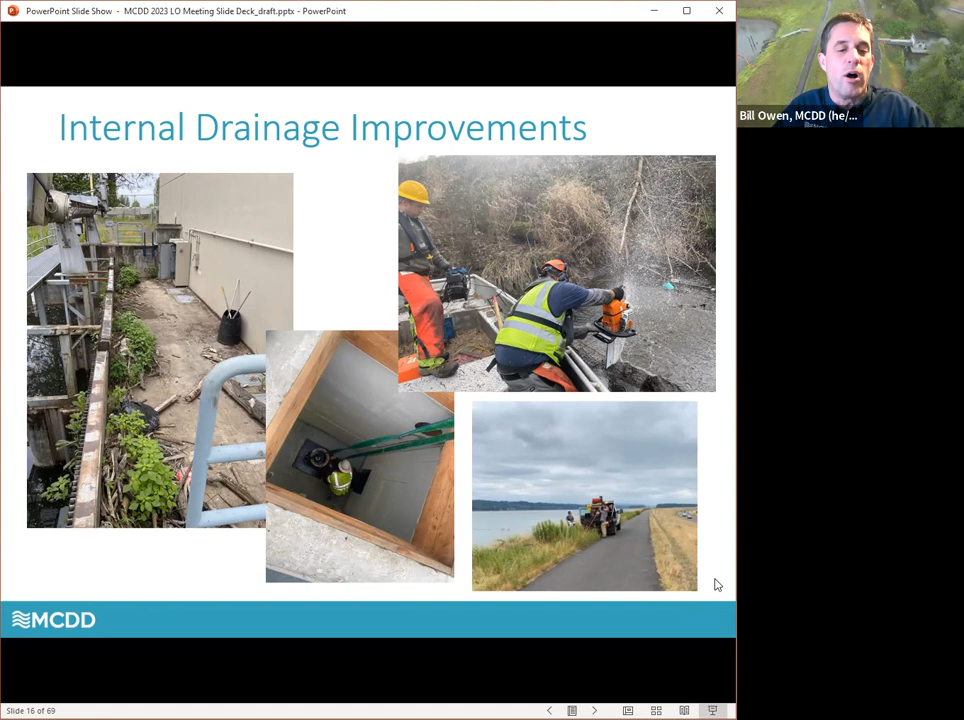 PowerPoint Slide Show - MCDD 2023 LO Meeting Slide Deck_draft.pptx - PowerPoint
Bill Owen, MCDD (he/...
Internal Drainage Improvements
MCDD
Slide 16 of 69